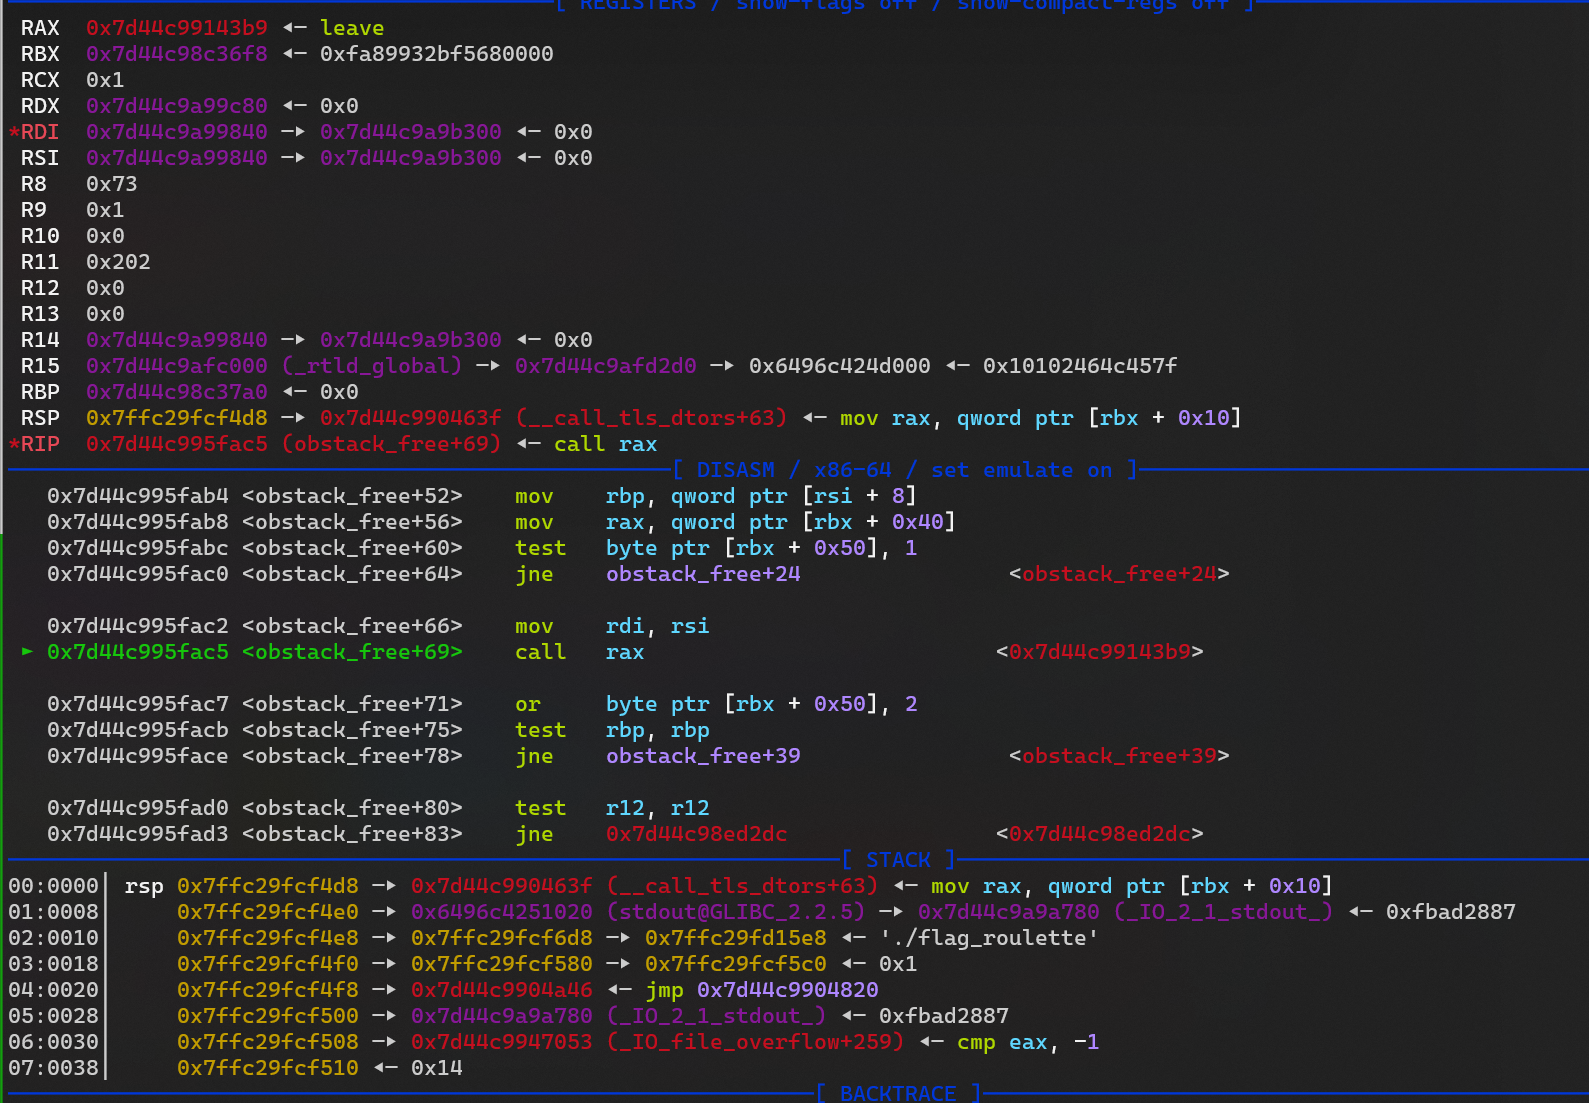 [ REGISTERS / show-flags off / show-compact-regs off ]
RAX  0x7d44c99143b9 ◂— leave
RBX  0x7d44c98c36f8 ◂— 0xfa89932bf5680000
RCX  0x1
RDX  0x7d44c9a99c80 ◂— 0x0
*RDI  0x7d44c9a99840 —▸ 0x7d44c9a9b300 ◂— 0x0
RSI  0x7d44c9a99840 —▸ 0x7d44c9a9b300 ◂— 0x0
R8   0x73
R9   0x1
R10  0x0
R11  0x202
R12  0x0
R13  0x0
R14  0x7d44c9a99840 —▸ 0x7d44c9a9b300 ◂— 0x0
R15  0x7d44c9afc000 (_rtld_global) —▸ 0x7d44c9afd2d0 —▸ 0x6496c424d000 ◂— 0x10102464c457f
RBP  0x7d44c98c37a0 ◂— 0x0
RSP  0x7ffc29fcf4d8 —▸ 0x7d44c990463f (__call_tls_dtors+63) ◂— mov rax, qword ptr [rbx + 0x10]
*RIP  0x7d44c995fac5 (obstack_free+69) ◂— call rax
[ DISASM / x86-64 / set emulate on ]
0x7d44c995fab4 <obstack_free+52>    mov    rbp, qword ptr [rsi + 8]
0x7d44c995fab8 <obstack_free+56>    mov    rax, qword ptr [rbx + 0x40]
0x7d44c995fabc <obstack_free+60>    test   byte ptr [rbx + 0x50], 1
0x7d44c995fac0 <obstack_free+64>    jne    obstack_free+24                <obstack_free+24>
0x7d44c995fac2 <obstack_free+66>    mov    rdi, rsi
► 0x7d44c995fac5 <obstack_free+69>    call   rax                           <0x7d44c99143b9>
0x7d44c995fac7 <obstack_free+71>    or     byte ptr [rbx + 0x50], 2
0x7d44c995facb <obstack_free+75>    test   rbp, rbp
0x7d44c995face <obstack_free+78>    jne    obstack_free+39                <obstack_free+39>
0x7d44c995fad0 <obstack_free+80>    test   r12, r12
0x7d44c995fad3 <obstack_free+83>    jne    0x7d44c98ed2dc                <0x7d44c98ed2dc>
[ STACK ]
00:0000│ rsp 0x7ffc29fcf4d8 —▸ 0x7d44c990463f (__call_tls_dtors+63) ◂— mov rax, qword ptr [rbx + 0x10]
01:0008│     0x7ffc29fcf4e0 —▸ 0x6496c4251020 (stdout@GLIBC_2.2.5) —▸ 0x7d44c9a9a780 (_IO_2_1_stdout_) ◂— 0xfbad2887
02:0010│     0x7ffc29fcf4e8 —▸ 0x7ffc29fcf6d8 —▸ 0x7ffc29fd15e8 ◂— './flag_roulette'
03:0018│     0x7ffc29fcf4f0 —▸ 0x7ffc29fcf580 —▸ 0x7ffc29fcf5c0 ◂— 0x1
04:0020│     0x7ffc29fcf4f8 —▸ 0x7d44c9904a46 ◂— jmp 0x7d44c9904820
05:0028│     0x7ffc29fcf500 —▸ 0x7d44c9a9a780 (_IO_2_1_stdout_) ◂— 0xfbad2887
06:0030│     0x7ffc29fcf508 —▸ 0x7d44c9947053 (_IO_file_overflow+259) ◂— cmp eax, -1
07:0038│     0x7ffc29fcf510 ◂— 0x14
[ BACKTRACE ]